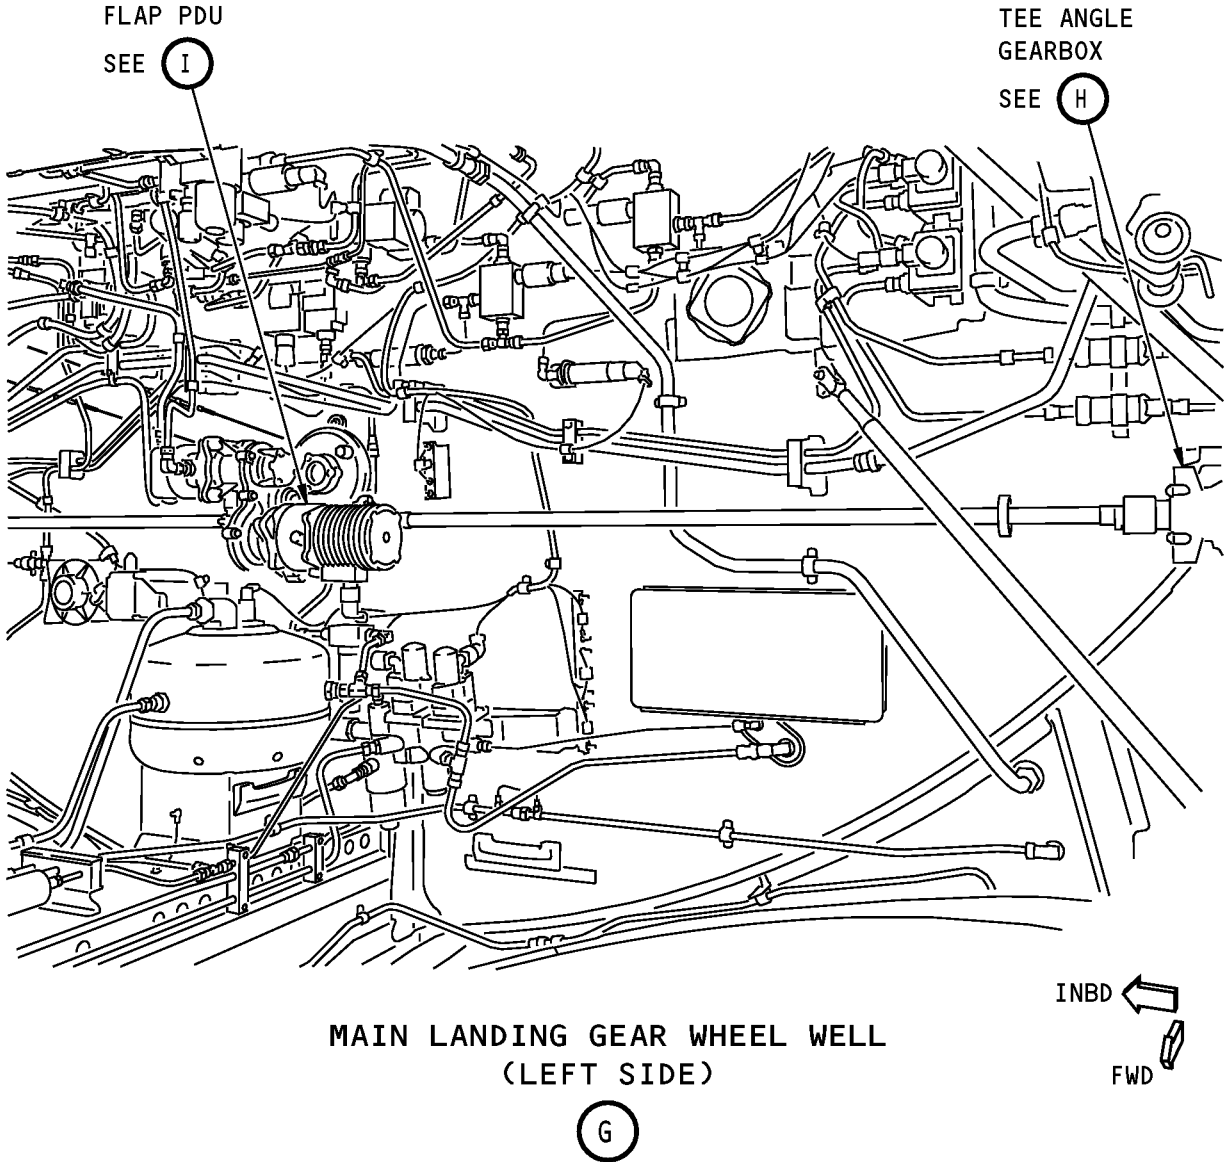 FLAP PDU
SEE I
TEE ANGLE
GEARBOX
SEE H
INBD
FWD
MAIN LANDING GEAR WHEEL WELL
(LEFT SIDE)
G